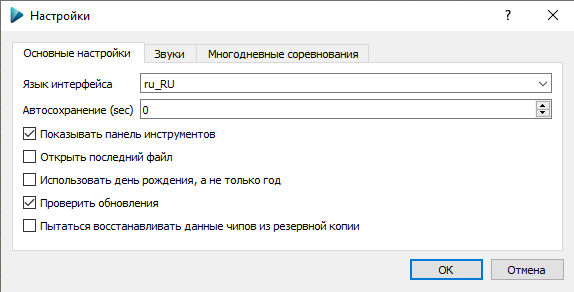 Настройки
Основные настройки Звуки Многодневные соревнования
Язык интерфейса ru_RU
Автосохранение (sec) 0
Показывать панель инструментов
Открыть последний файл
Использовать день рождения, а не только год
Проверить обновления
Пытаться восстанавливать данные чипов из резервной копии
ОК Отмена